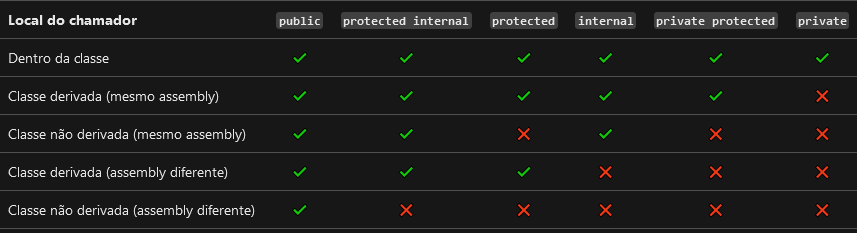 Local do chamador public protected internal protected internal private protected private
Dentro da classe ✓ ✓ ✓ ✓ ✓ ✓
Classe derivada (mesmo assembly) ✓ ✓ ✓ ✓ ✓ ✗
Classe não derivada (mesmo assembly) ✓ ✓ ✗ ✓ ✗ ✗
Classe derivada (assembly diferente) ✓ ✓ ✓ ✗ ✗ ✗
Classe não derivada (assembly diferente) ✓ ✗ ✗ ✗ ✗ ✗